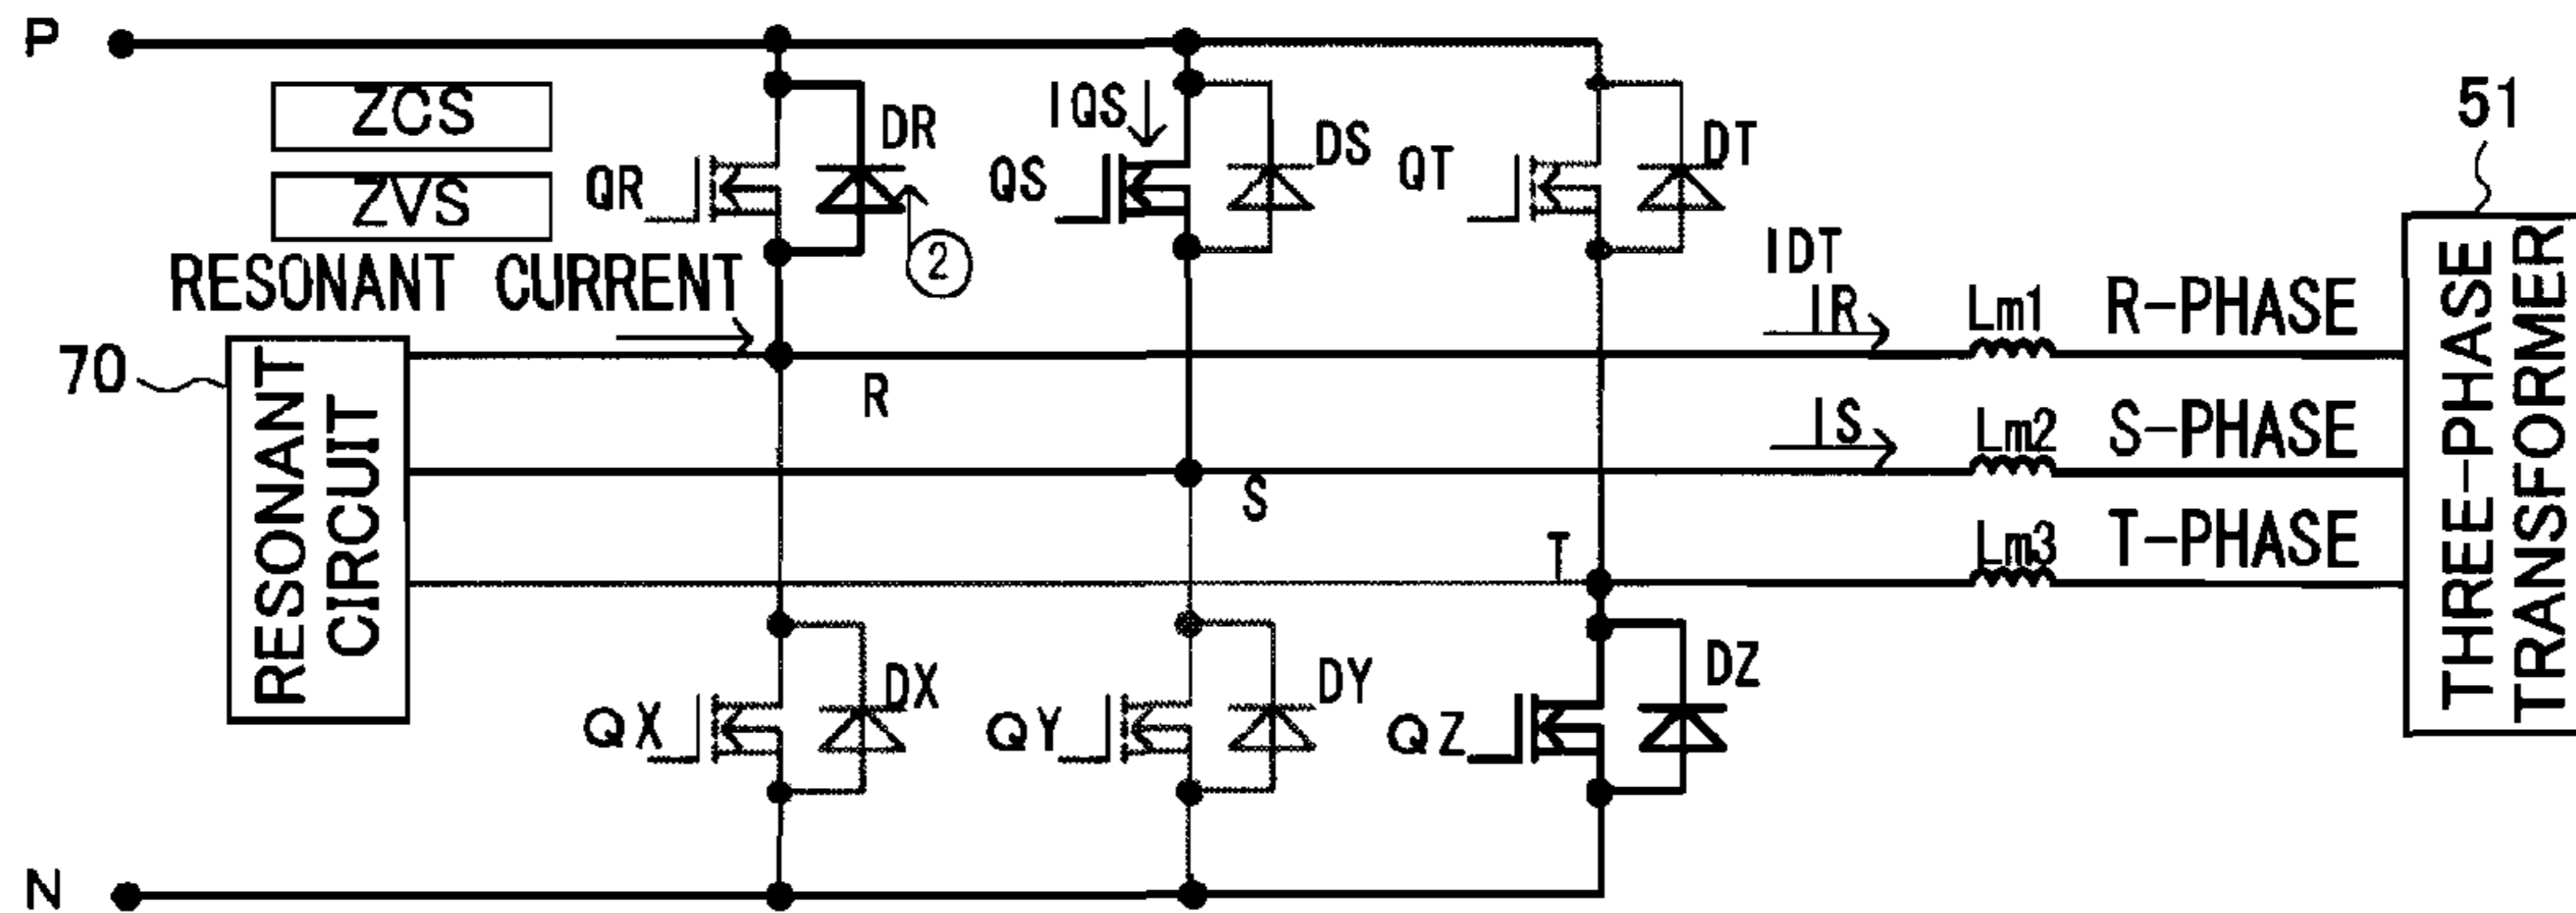 P
ZCS
ZVS
QR
DR
②
IQS
QS
DS
QT
DT
51
RESONANT CURRENT
IDT
IR
Lm1
R-PHASE
70
RESONANT
CIRCUIT
R
IS
Lm2
S-PHASE
S
T
Lm3
T-PHASE
THREE-PHASE
TRANSFORMER
QX
DX
QY
DY
QZ
DZ
N